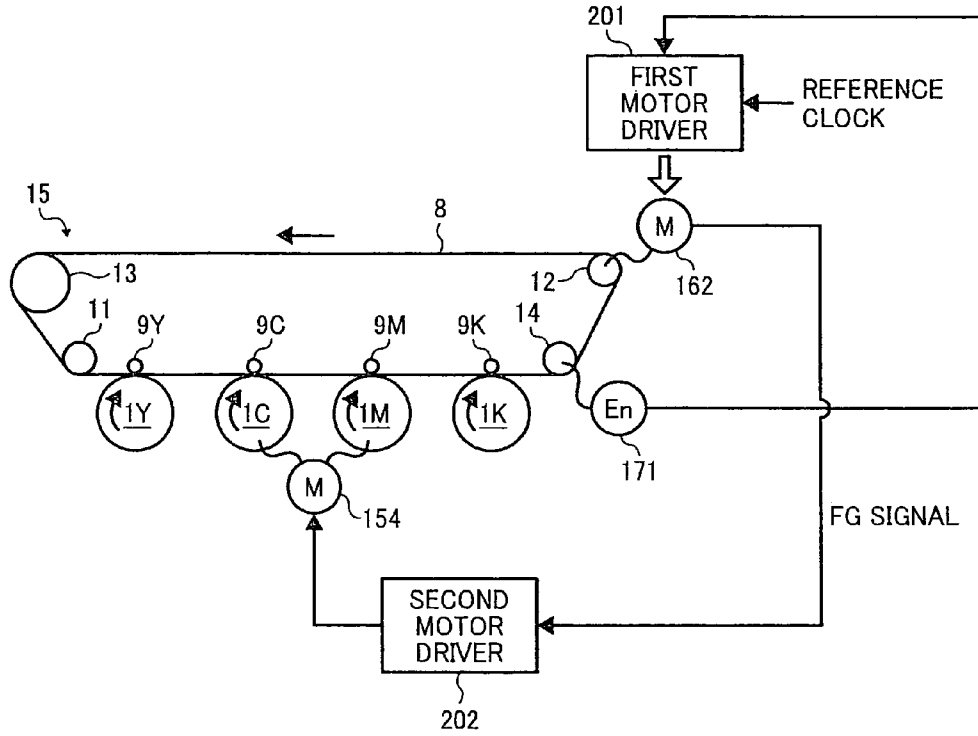 201
FIRST
MOTOR
DRIVER
REFERENCE
CLOCK
15
8
M
13
12
162
11
9Y
9C
9M
9K
14
1Y
1C
1M
1K
En
171
M
154
FG SIGNAL
SECOND
MOTOR
DRIVER
202